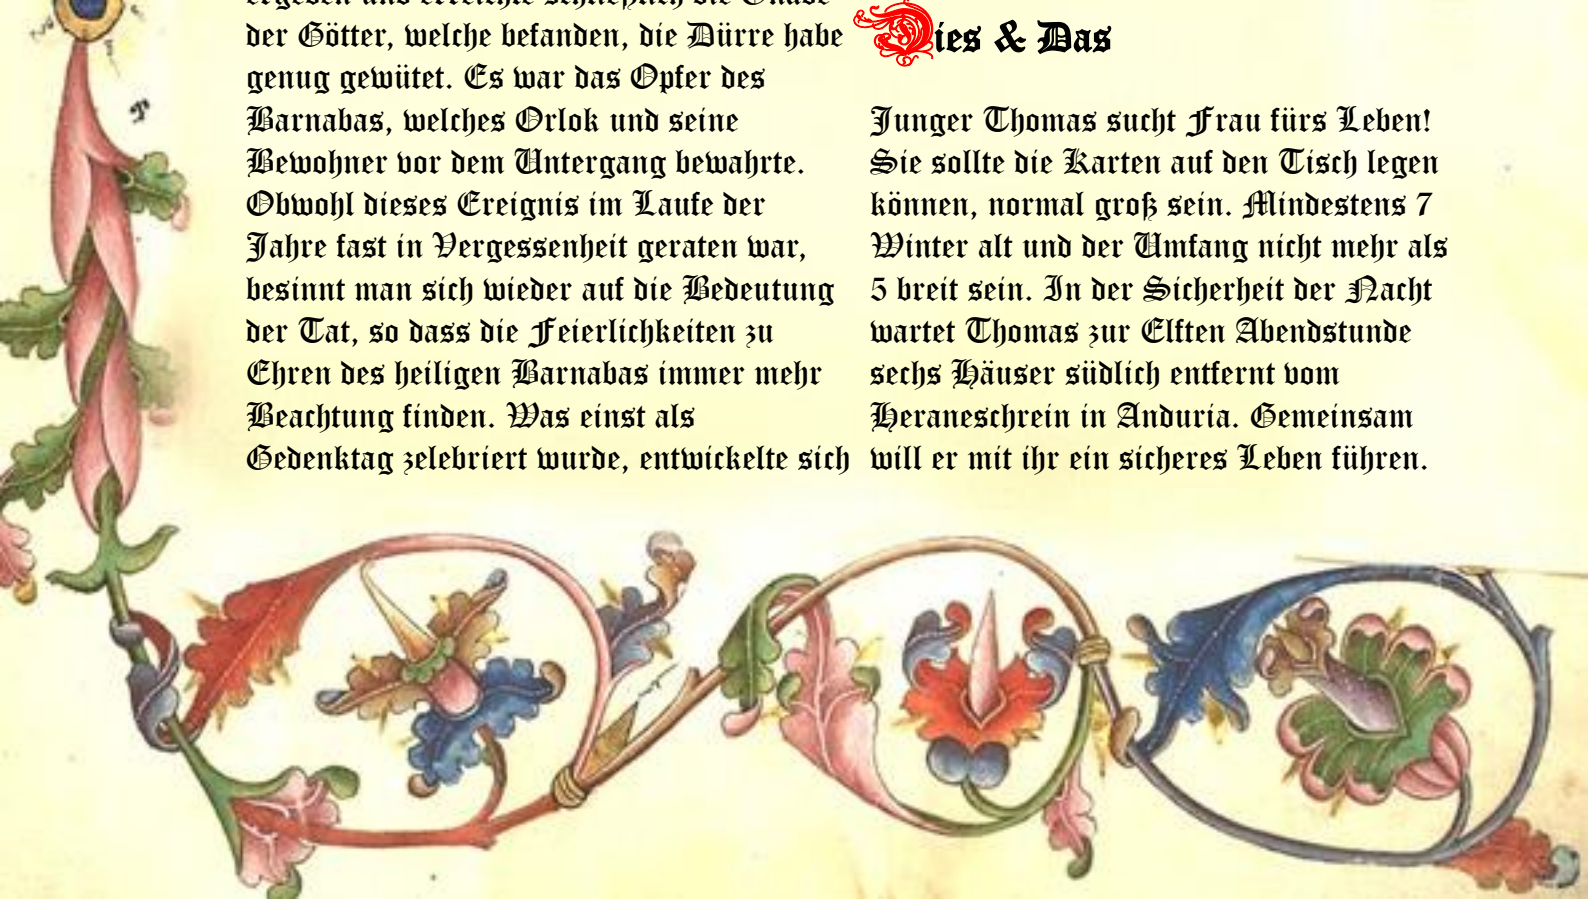 der Götter, welche befanden, die Dürre habe
genug gewütet. Es war das Opfer des
Barnabas, welches Orlok und seine
Bewohner vor dem Untergang bewahrte.
Obwohl dieses Ereignis im Laufe der
Jahre fast in Vergessenheit geraten war,
besinnt man sich wieder auf die Bedeutung
der Tat, so dass die Feierlichkeiten zu
Ehren des heiligen Barnabas immer mehr
Beachtung finden. Was einst als
Gedenktag zelebriert wurde, entwickelte sich
Dies & Das
Junger Thomas sucht Frau fürs Leben!
Sie sollte die Karten auf den Tisch legen
können, normal groß sein. Mindestens 7
Winter alt und der Umfang nicht mehr als
5 breit sein. In der Sicherheit der Nacht
wartet Thomas zur Elften Abendstunde
sechs Häuser südlich entfernt vom
Heraneschrein in Anduria. Gemeinsam
will er mit ihr ein sicheres Leben führen.